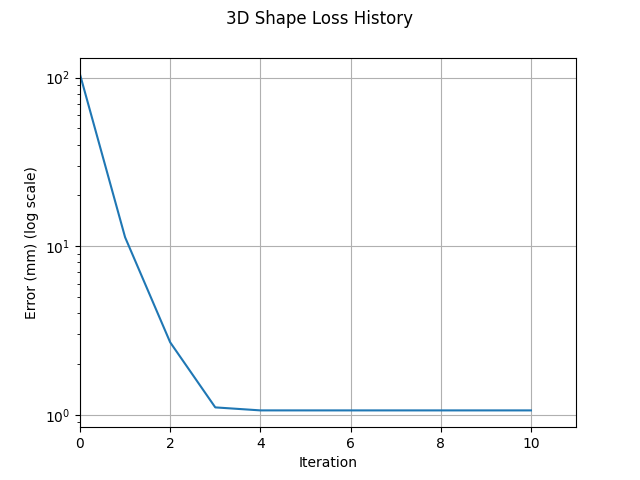 3D Shape Loss History
Error (mm) (log scale)
10²
10¹
10⁰
0 2 4 6 8 10
Iteration